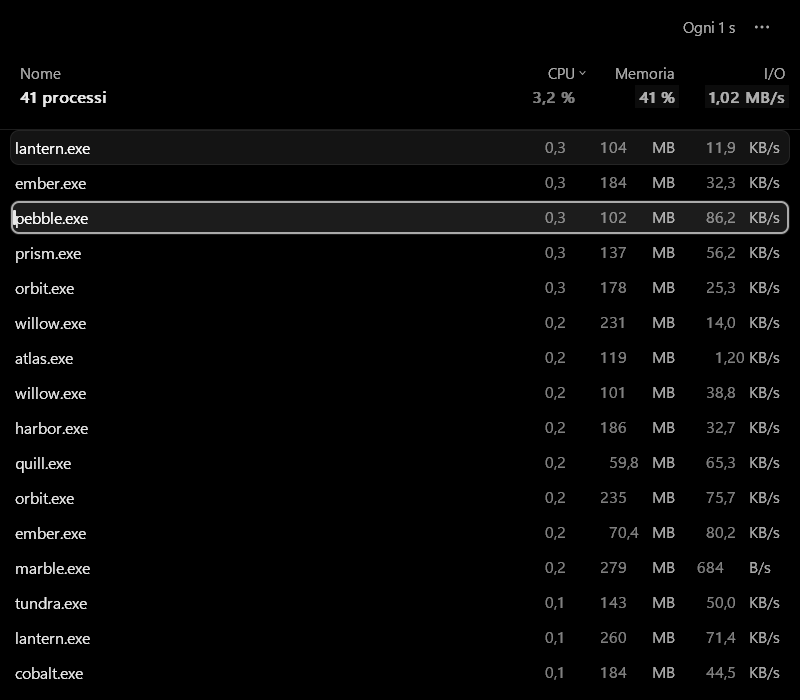 Ogni 1 s ···
Nome CPU Memoria I/O
41 processi 3,2 % 41 % 1,02 MB/s
lantern.exe 0,3 104 MB 11,9 KB/s
ember.exe 0,3 184 MB 32,3 KB/s
pebble.exe 0,3 102 MB 86,2 KB/s
prism.exe 0,3 137 MB 56,2 KB/s
orbit.exe 0,3 178 MB 25,3 KB/s
willow.exe 0,2 231 MB 14,0 KB/s
atlas.exe 0,2 119 MB 1,20 KB/s
willow.exe 0,2 101 MB 38,8 KB/s
harbor.exe 0,2 186 MB 32,7 KB/s
quill.exe 0,2 59,8 MB 65,3 KB/s
orbit.exe 0,2 235 MB 75,7 KB/s
ember.exe 0,2 70,4 MB 80,2 KB/s
marble.exe 0,2 279 MB 684 B/s
tundra.exe 0,1 143 MB 50,0 KB/s
lantern.exe 0,1 260 MB 71,4 KB/s
cobalt.exe 0,1 184 MB 44,5 KB/s